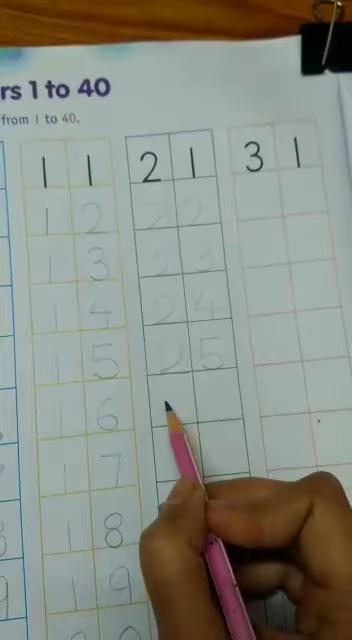 rs 1 to 40
from 1 to 40.
11 21 31
12 22
13 23
14 24
15 25
16
17
18
19